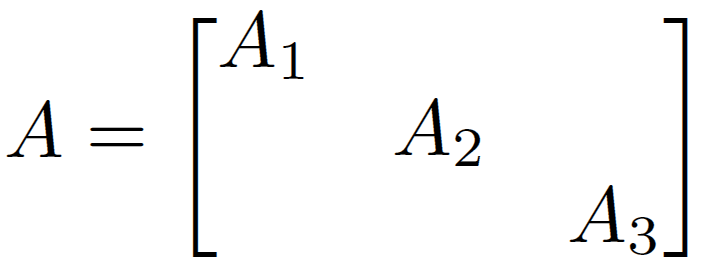 A = [ A₁
A₂
A₃ ]